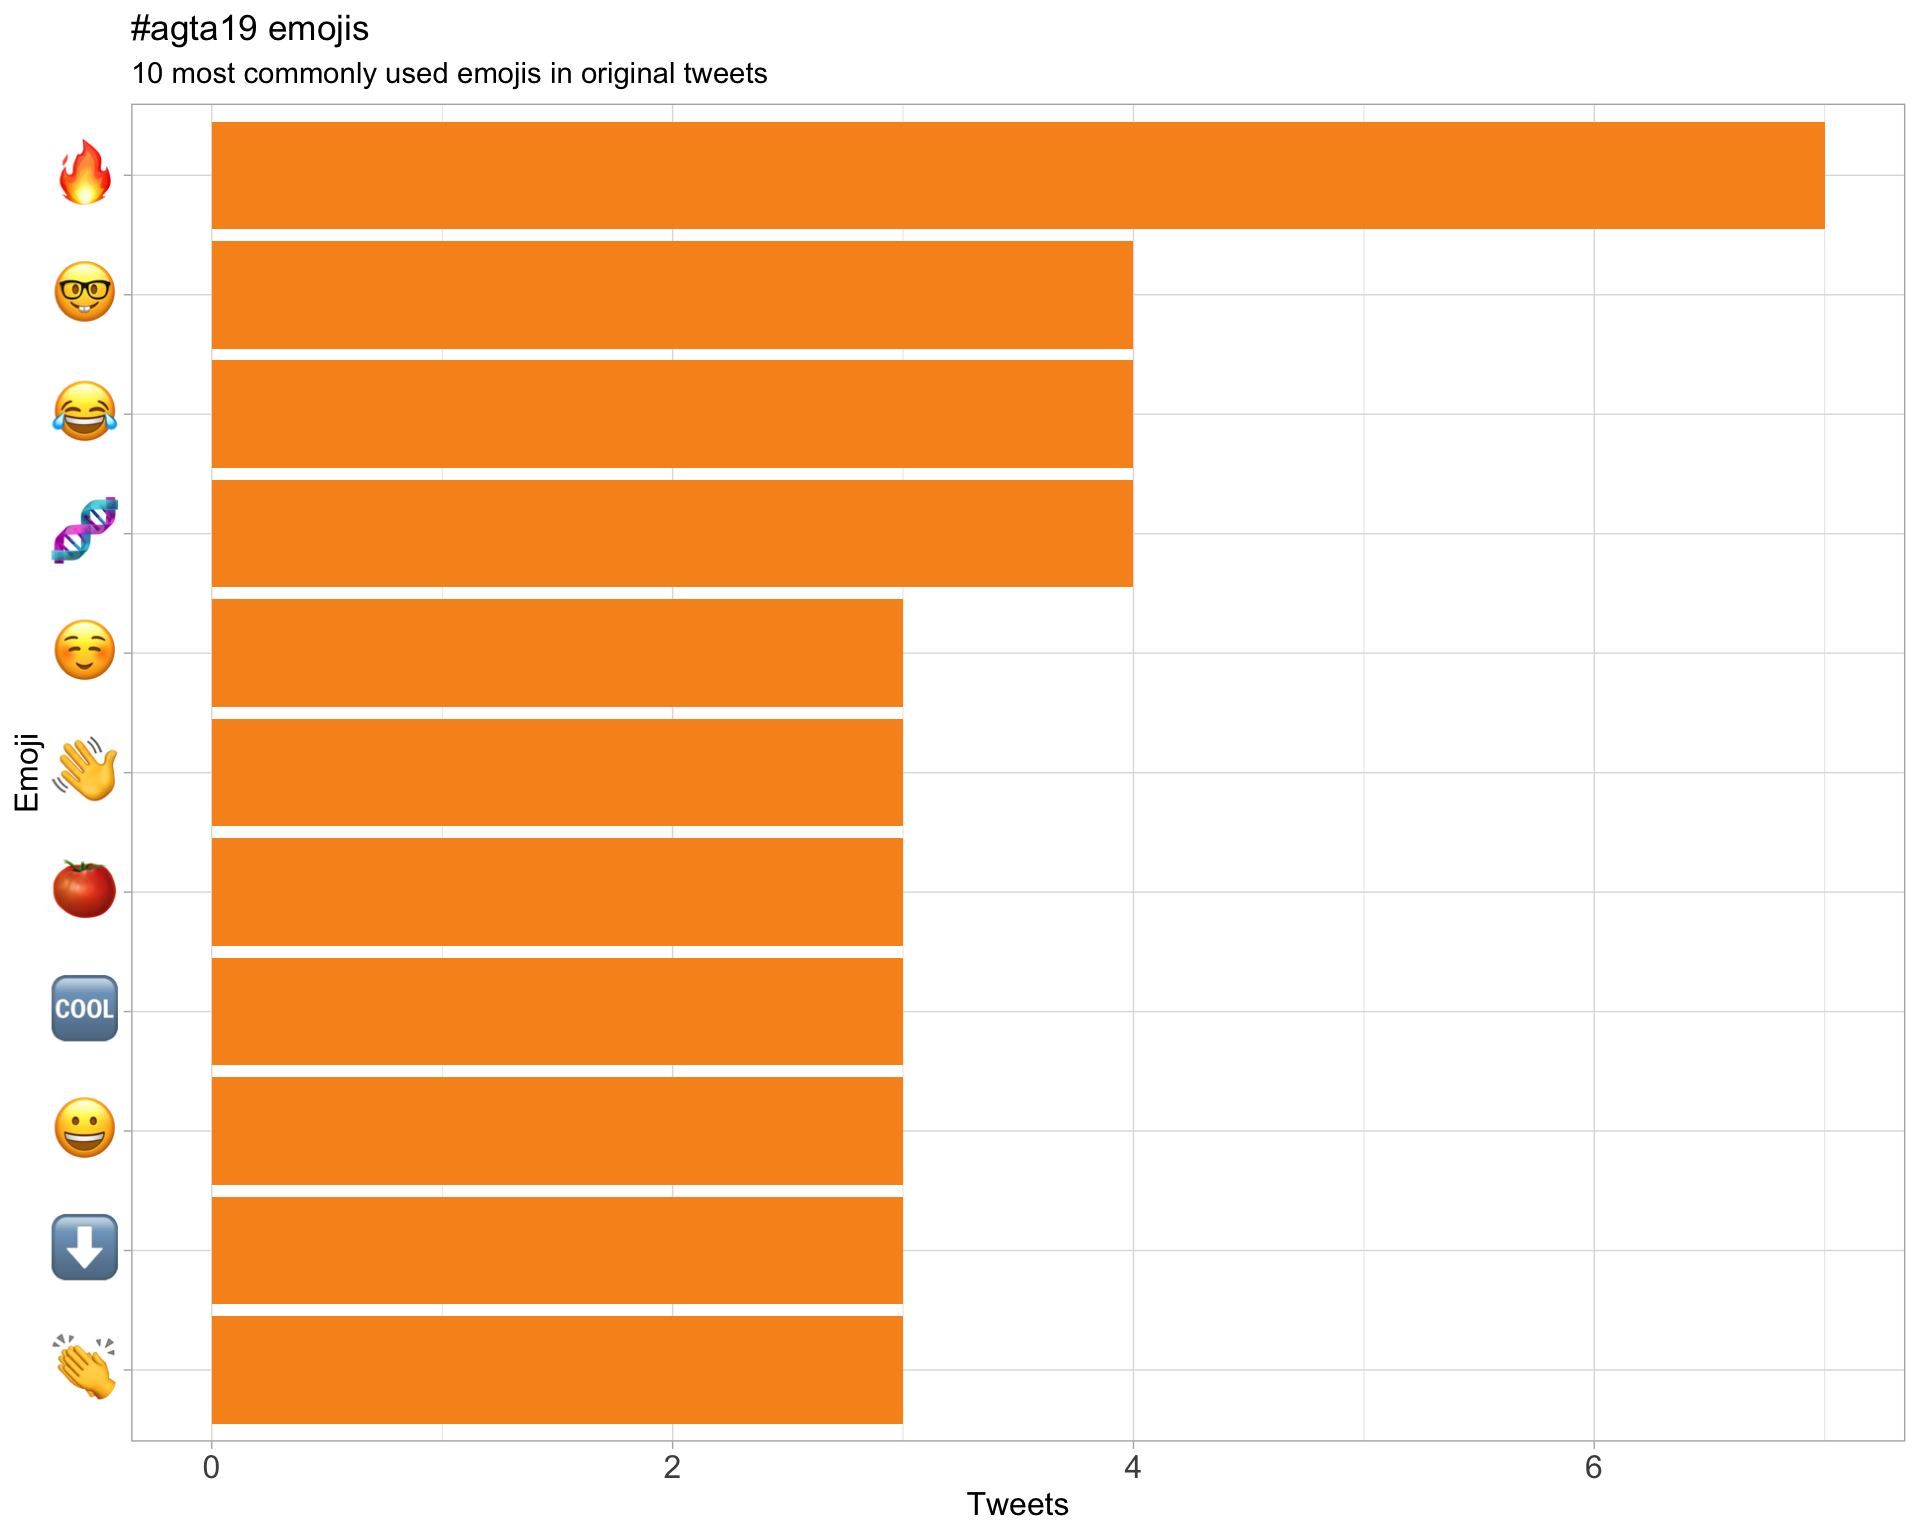 #agta19 emojis
10 most commonly used emojis in original tweets
Emoji
COOL
0 2 4 6
Tweets